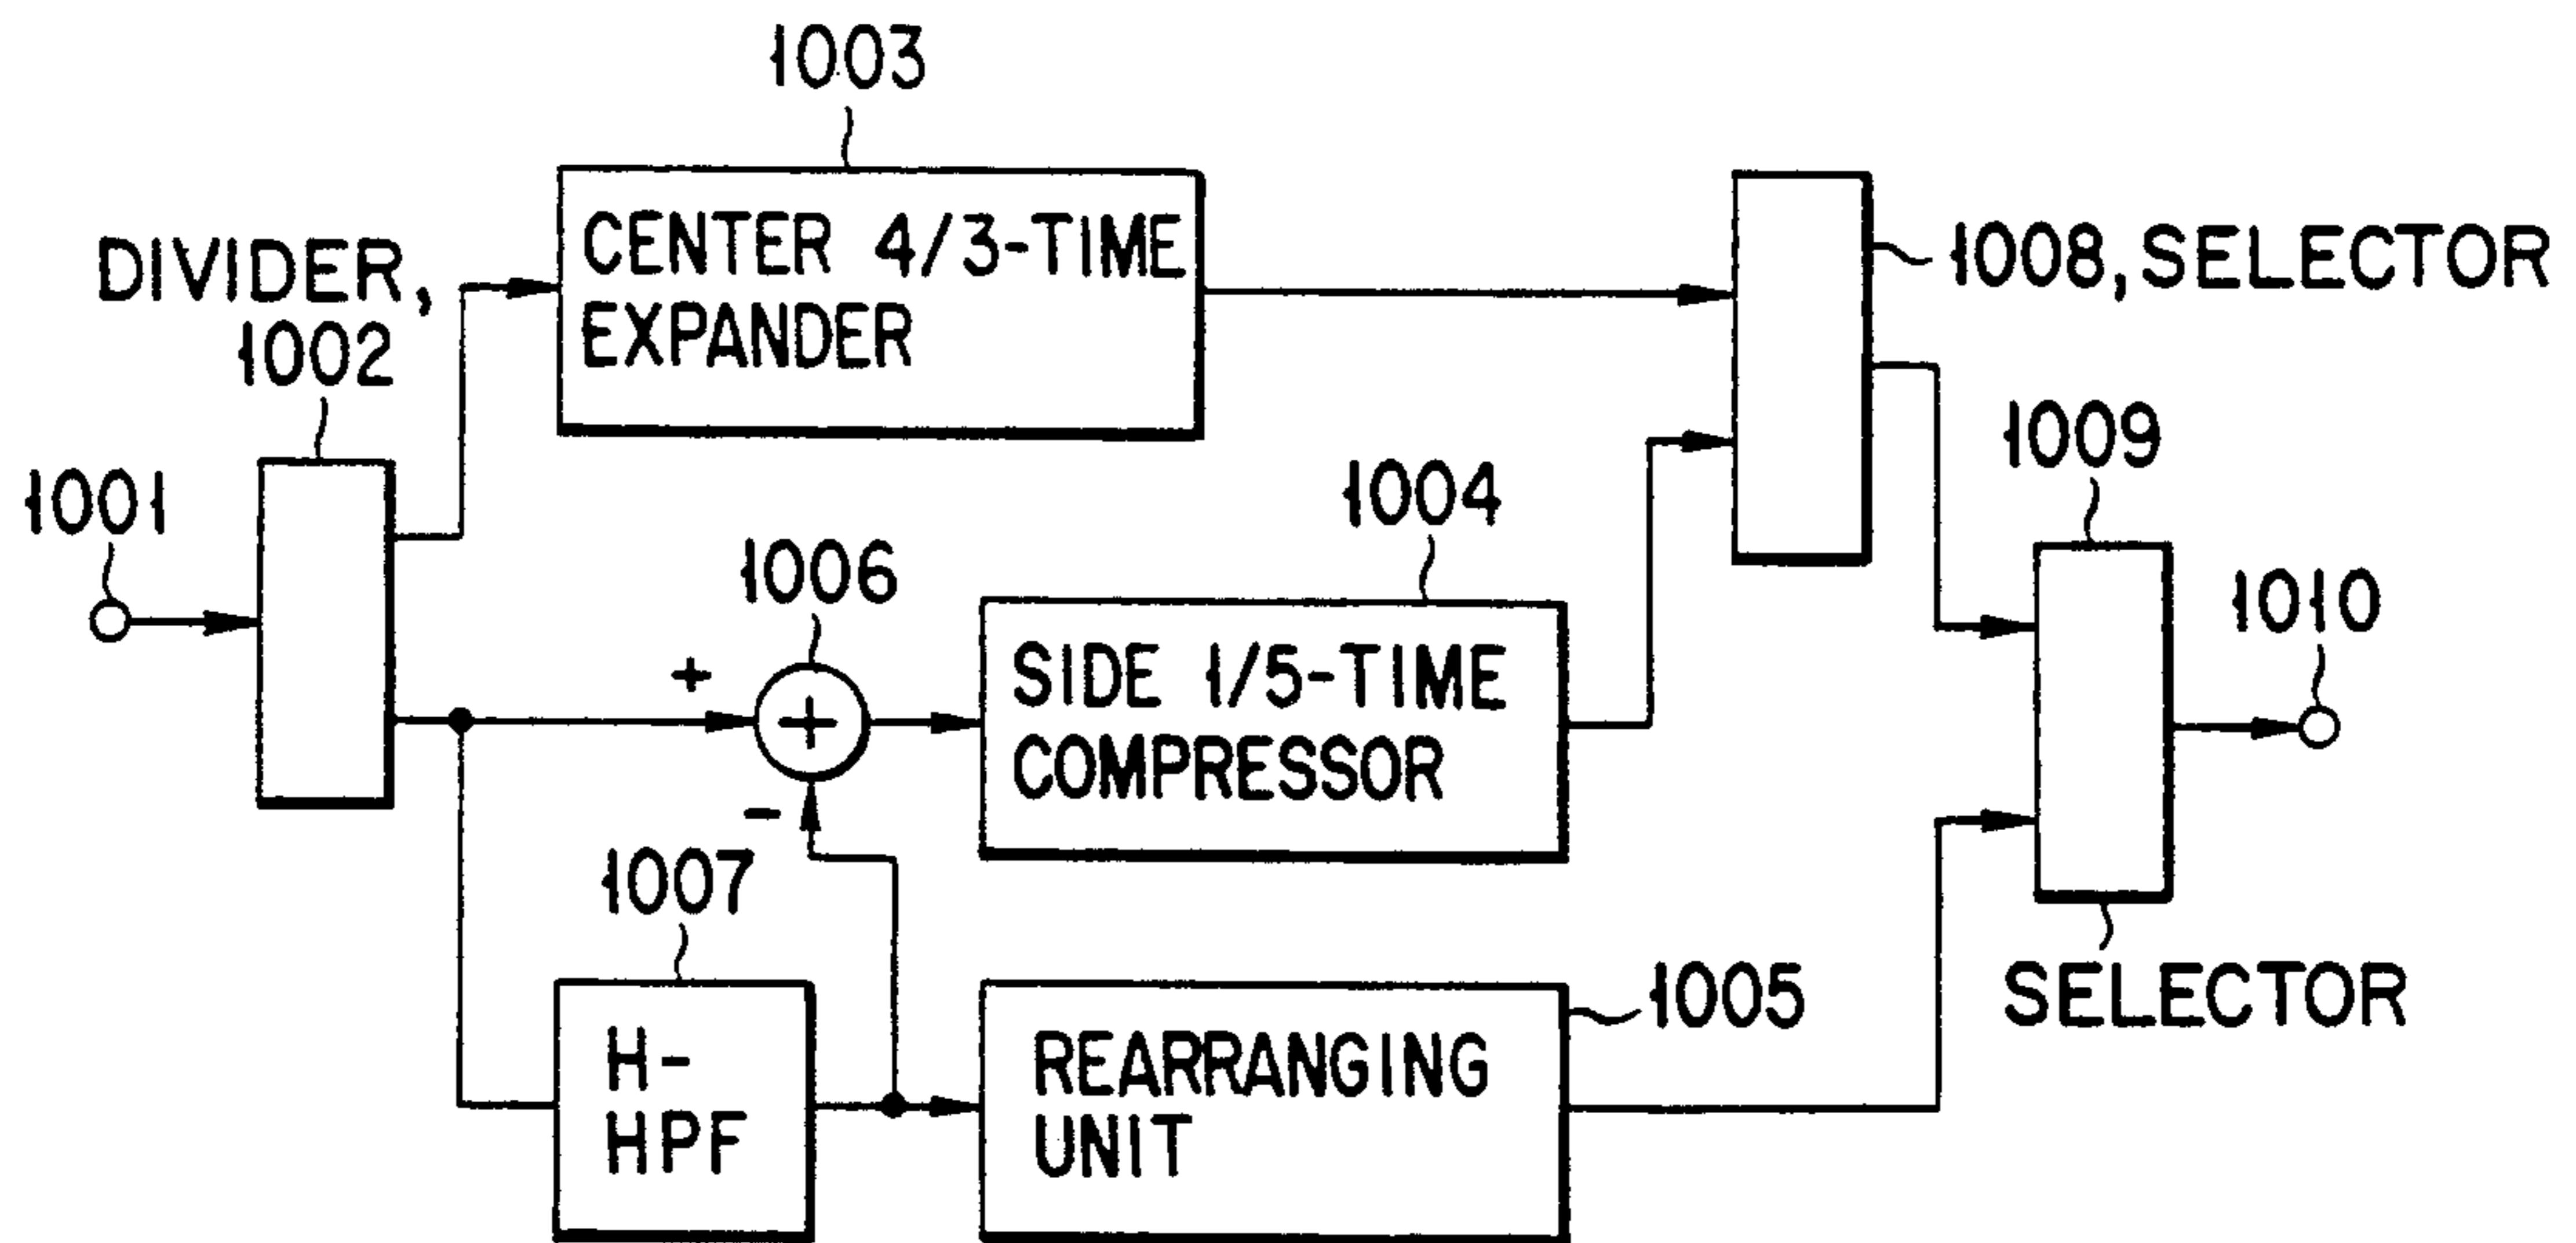 1003
CENTER 4/3-TIME
EXPANDER
DIVIDER,
1002
1008, SELECTOR
1001
1009
1004
1006
1010
+
+
-
SIDE 1/5-TIME
COMPRESSOR
1007
H-
HPF
REARRANGING
UNIT
1005
SELECTOR